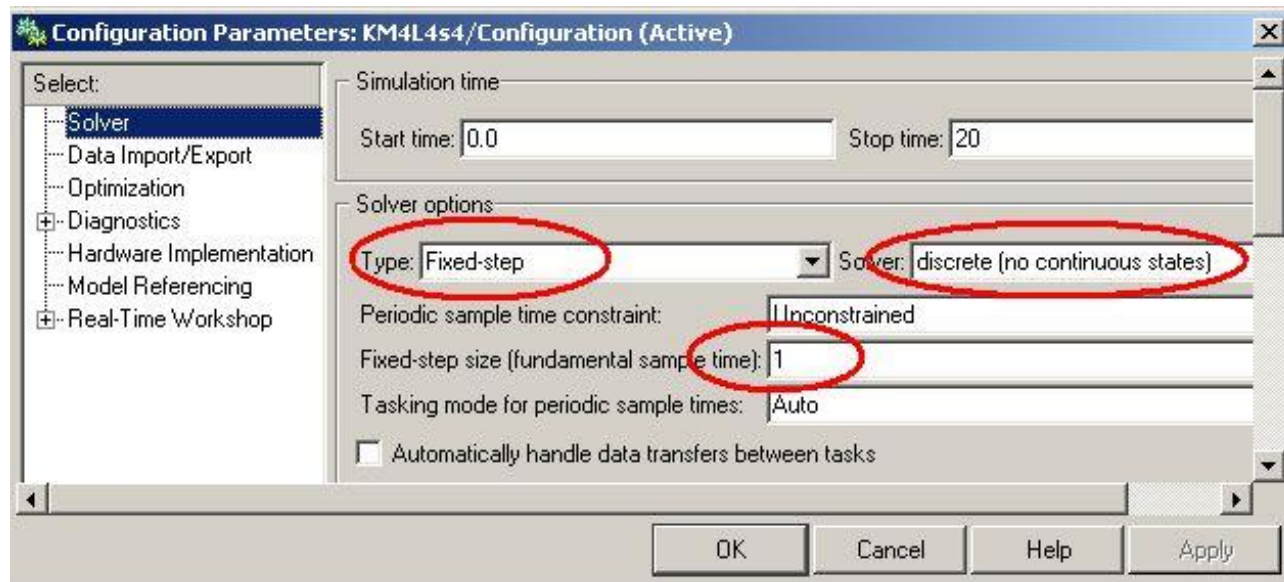 Configuration Parameters: KM4L4s4/Configuration (Active)
Select:
Solver
Data Import/Export
Optimization
Diagnostics
Hardware Implementation
Model Referencing
Real-Time Workshop
Simulation time
Start time: 0.0 Stop time: 20
Solver options
Type: Fixed-step Solver: discrete (no continuous states)
Periodic sample time constraint: Unconstrained
Fixed-step size (fundamental sample time): 1
Tasking mode for periodic sample times: Auto
Automatically handle data transfers between tasks
OK Cancel Help Apply